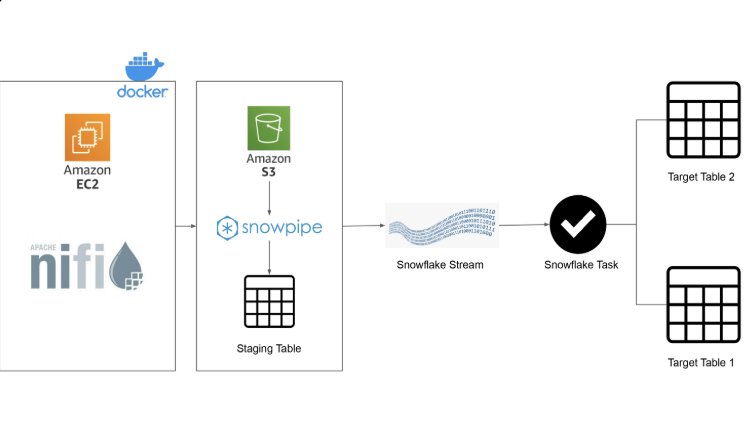 docker
Amazon
EC2
APACHE
nifi
Amazon
S3
snowpipe
Staging Table
Snowflake Stream
Snowflake Task
Target Table 2
Target Table 1